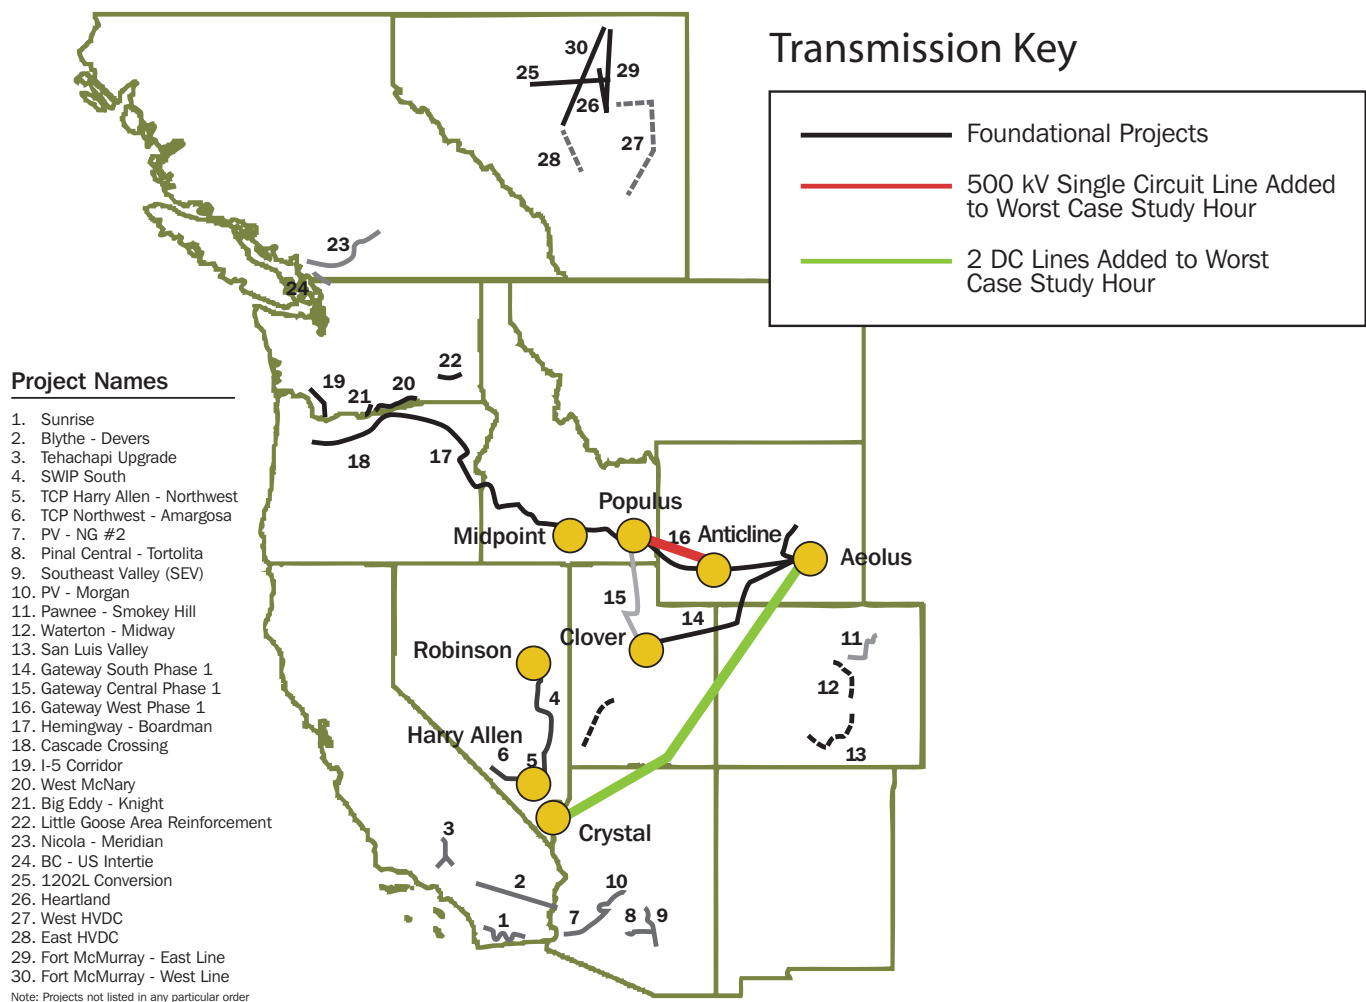 Transmission Key
Foundational Projects
500 kV Single Circuit Line Added
to Worst Case Study Hour
2 DC Lines Added to Worst
Case Study Hour
30
25
29
26
27
28
23
24
22
19
20
21
18
17
Populus
Midpoint
16
Anticline
Aeolus
15
14
Clover
Robinson
11
12
13
4
Harry Allen
6
5
Crystal
3
2
10
1
7
8
9
Project Names
1. Sunrise
2. Blythe - Devers
3. Tehachapi Upgrade
4. SWIP South
5. TCP Harry Allen - Northwest
6. TCP Northwest - Amargosa
7. PV - NG #2
8. Pinal Central - Tortolita
9. Southeast Valley (SEV)
10. PV - Morgan
11. Pawnee - Smokey Hill
12. Waterton - Midway
13. San Luis Valley
14. Gateway South Phase 1
15. Gateway Central Phase 1
16. Gateway West Phase 1
17. Hemingway - Boardman
18. Cascade Crossing
19. I-5 Corridor
20. West McNary
21. Big Eddy - Knight
22. Little Goose Area Reinforcement
23. Nicola - Meridian
24. BC - US Intertie
25. 1202L Conversion
26. Heartland
27. West HVDC
28. East HVDC
29. Fort McMurray - East Line
30. Fort McMurray - West Line
Note: Projects not listed in any particular order